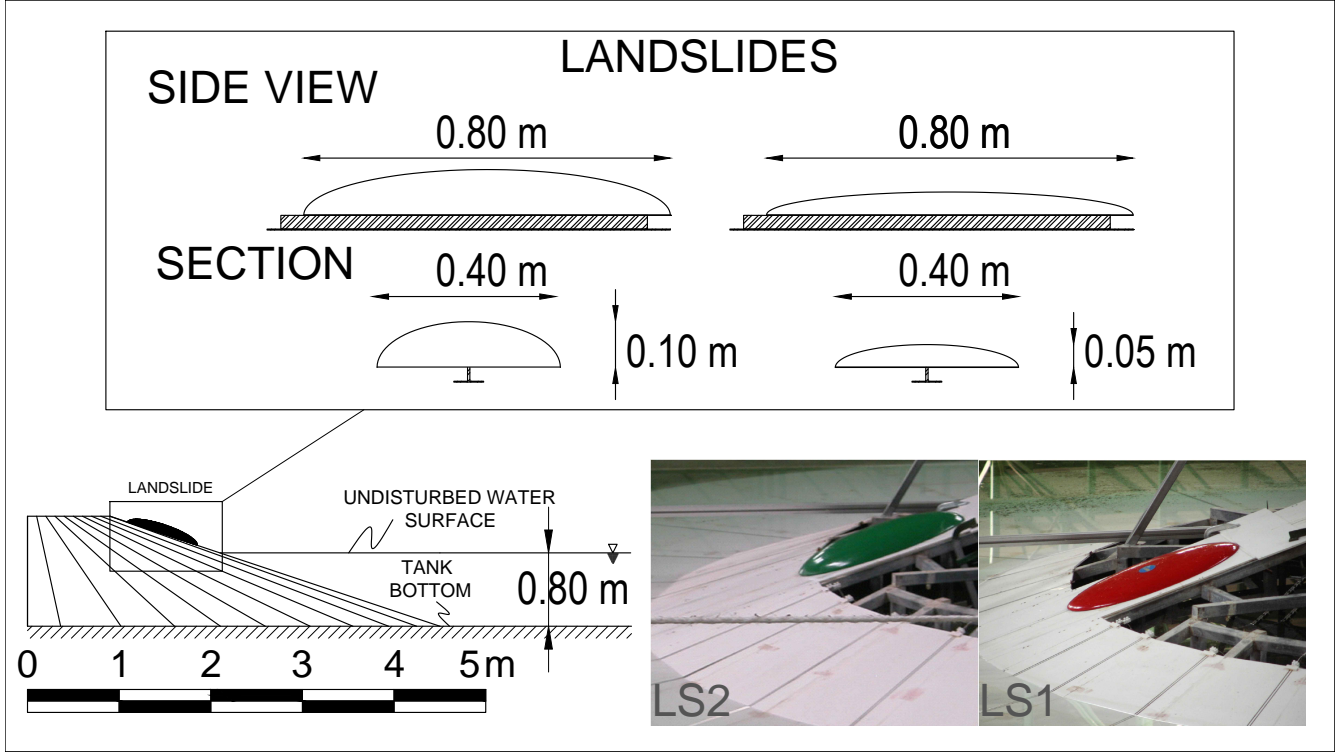 LANDSLIDES
SIDE VIEW
0.80 m
0.80 m
SECTION
0.40 m
0.40 m
0.10 m
0.05 m
LANDSLIDE
UNDISTURBED WATER
SURFACE
TANK
BOTTOM
0.80 m
0 1 2 3 4 5 m
LS2
LS1